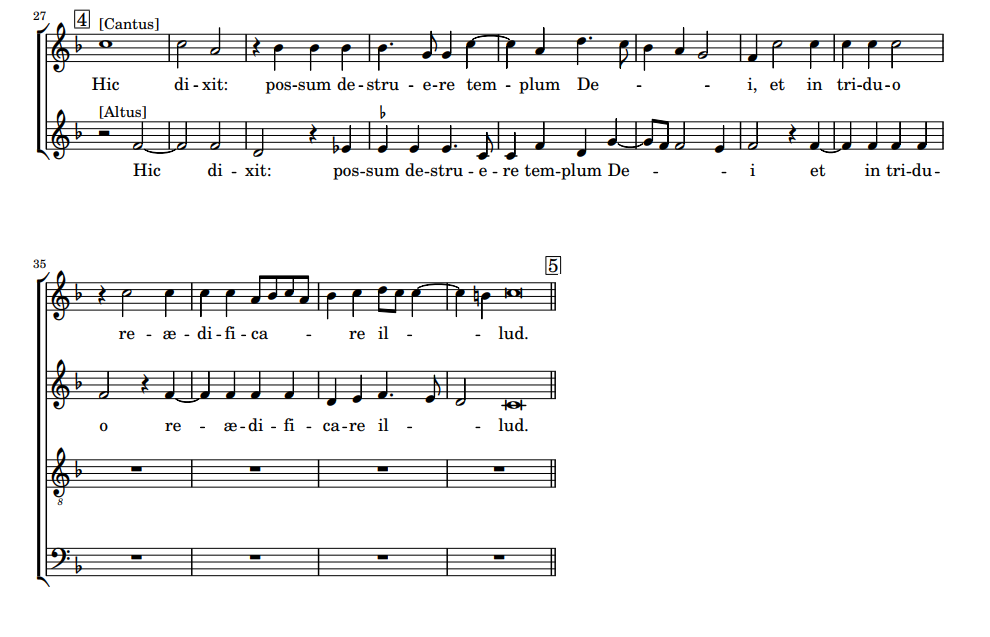 27 4 [Cantus]
Hic di - xit: pos-sum de-stru - e-re tem - plum De - - - i, et in tri-du-o
[Altus]
Hic di - xit: pos-sum de-stru - e - re tem-plum De - - - i et in tri-du-
35 5
re - æ - di - fi - ca - - re il - - lud.
o re - æ-di - fi - ca-re il - - lud.
8